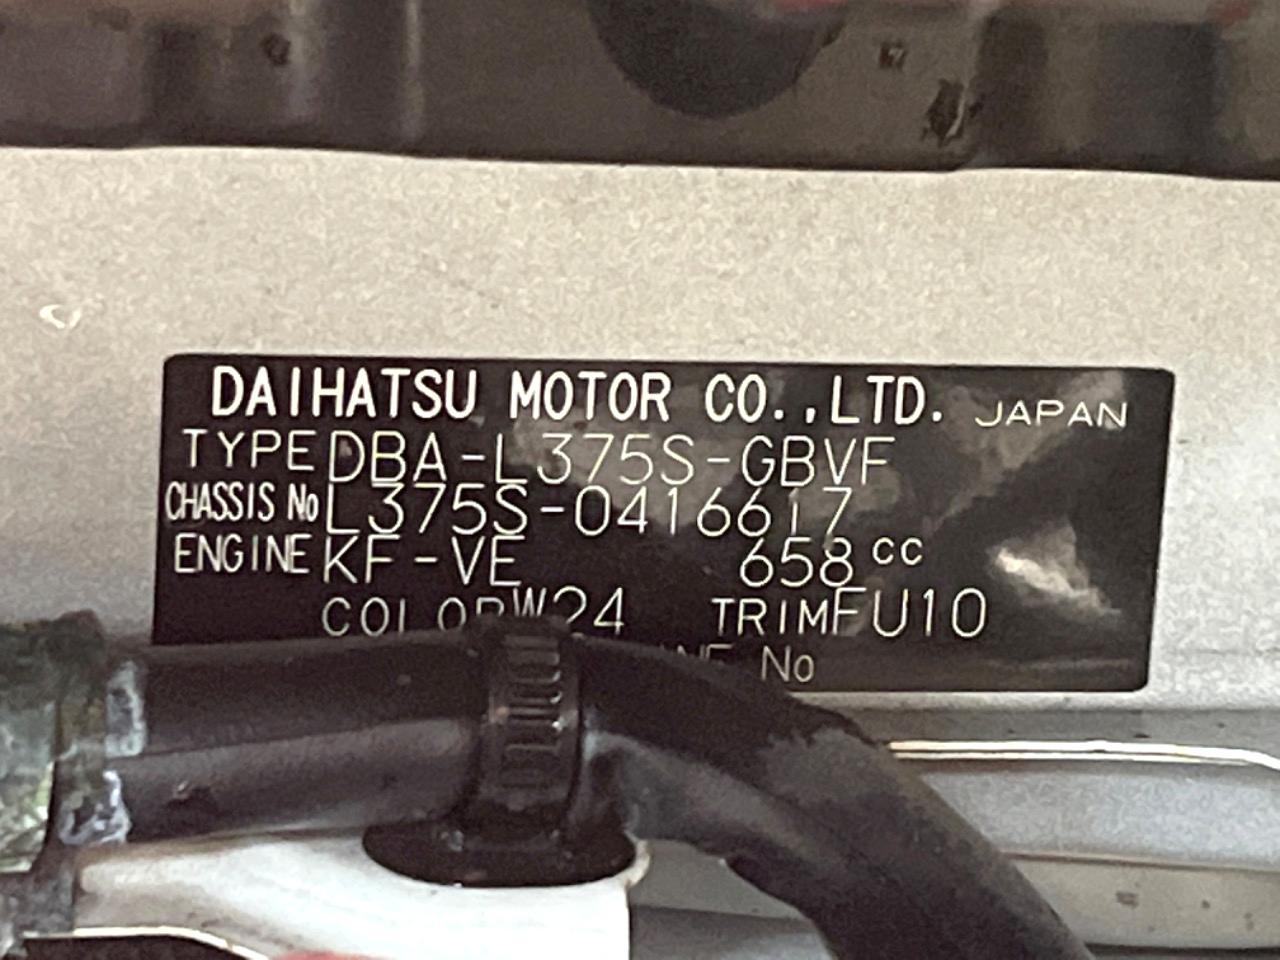 DAIHATSU MOTOR CO.,LTD. JAPAN
TYPE DBA-L375S-GBVF
CHASSIS No L375S-0416617
ENGINE KF-VE 658 cc
COLOR W24 TRIM FU10
No